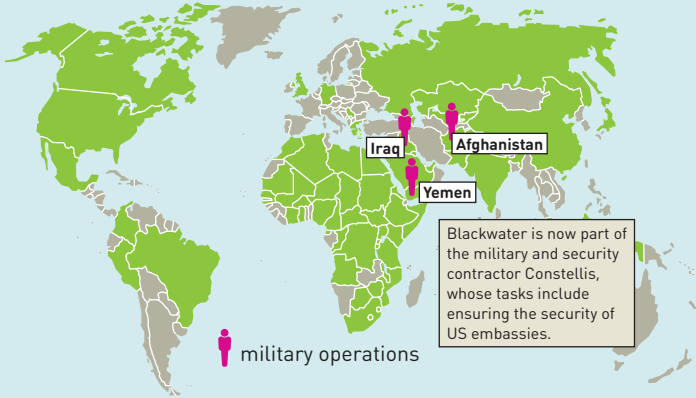 Iraq
Afghanistan
Yemen
Blackwater is now part of
the military and security
contractor Constellis,
whose tasks include
ensuring the security of
US embassies.
military operations